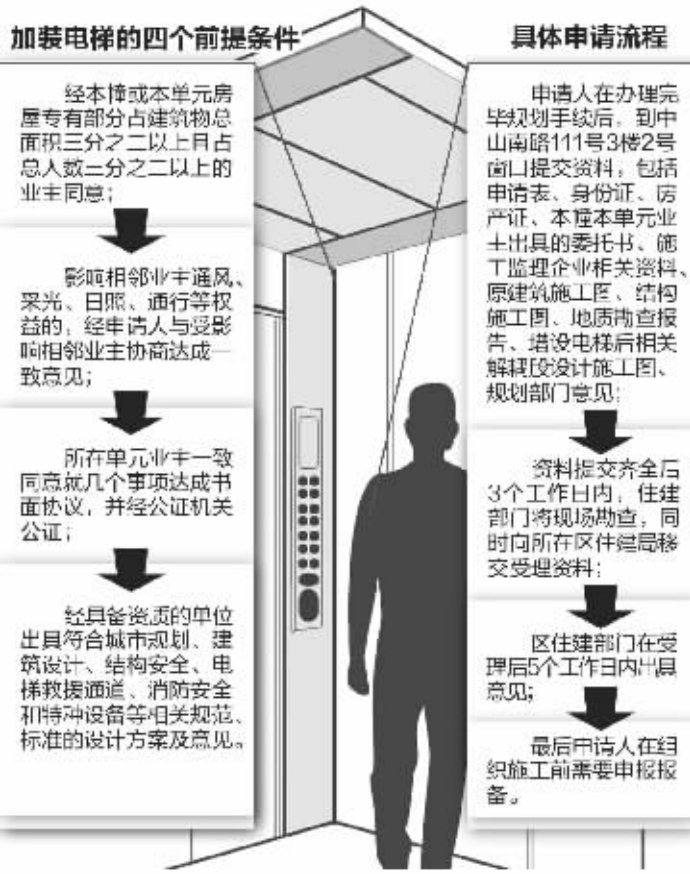 加装电梯的四个前提条件
经本幢或本单元房
屋专有部分占建筑物总
面积三分之二以上且占
总人数三分之二以上的
业主同意；
影响相邻业主通风、
采光、日照、通行等权
益的，经申请人与受影
响相邻业主协商达成一
致意见；
所在单元业主一致
同意就几个事项达成书
面协议，并经公证机关
公证；
经具备资质的单位
出具符合城市规划、建
筑设计、结构安全、电
梯救援通道、消防安全
和特种设备等相关规范、
标准的设计方案及意见。
具体申请流程
申请人在办理完
毕规划手续后，到中
山南路111号3楼2号
窗口提交资料，包括
申请表、身份证、房
产证、本幢本单元业
主出具的委托书、施
工监理企业相关资料、
原建筑施工图、结构
施工图、地质勘查报
告、增设电梯后相关
设计施工图、
规划部门意见；
资料提交齐全后
3个工作日内，住建
部门将现场勘查，同
时向所在区住建局移
交受理资料；
区住建部门在受
理后5个工作日内出具
意见；
最后申请人在组
织施工前需要申报报
备。